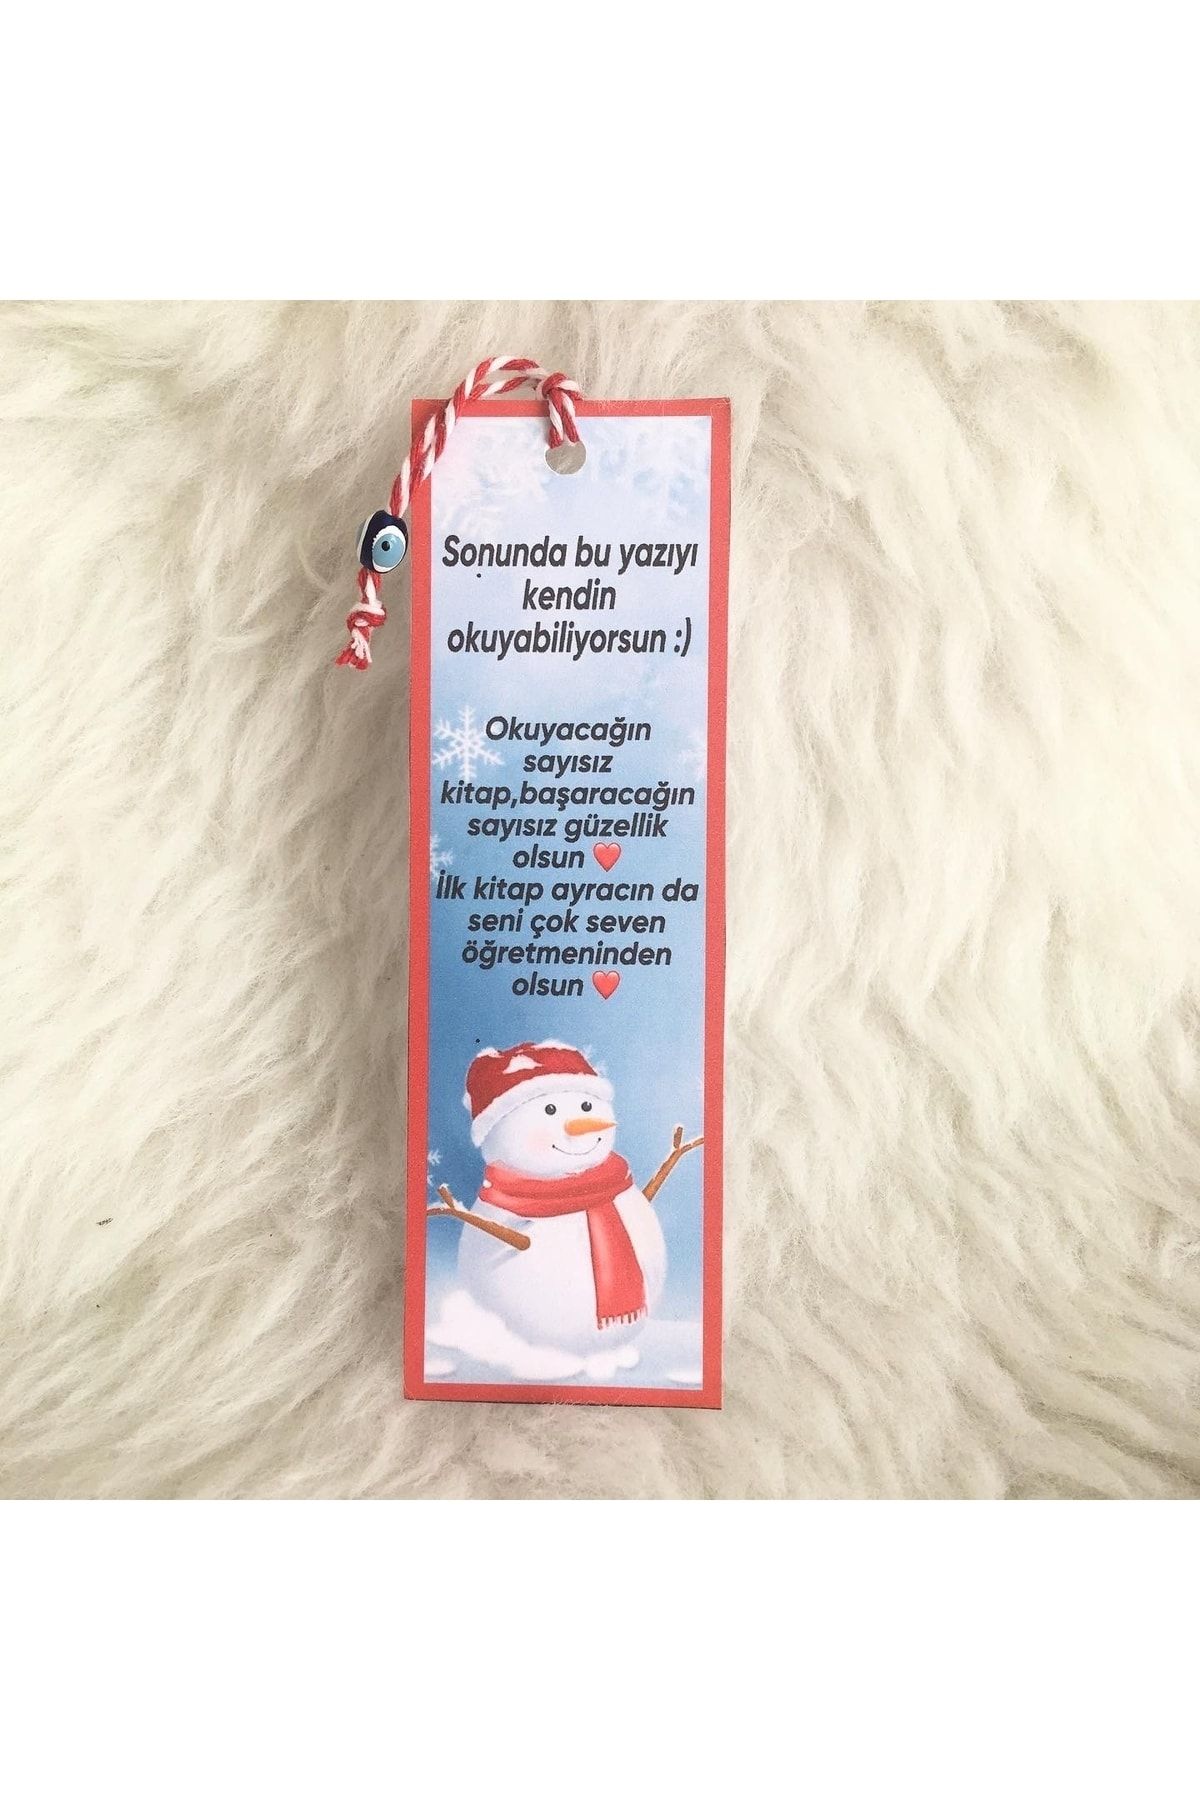 Sonunda bu yazıyı
kendin
okuyabiliyorsun :)
Okuyacağın
sayısız
kitap,başaracağın
sayısız güzellik
olsun ❤️
İlk kitap ayracın da
seni çok seven
öğretmeninden
olsun ❤️